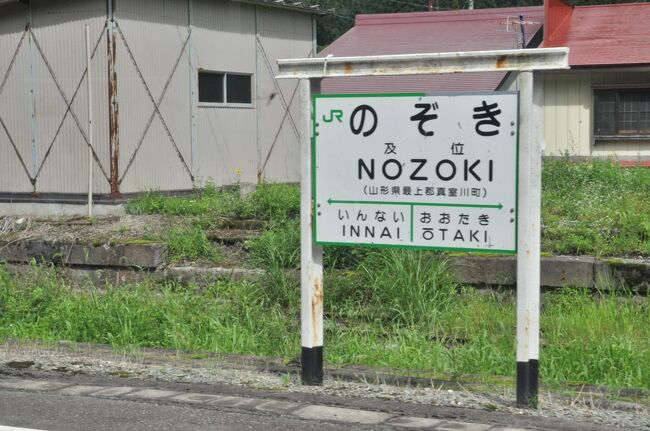 JR のぞき
及位
NOZOKI
(山形県最上郡真室川町)
いんない おおたき
INNAI ŌTAKI